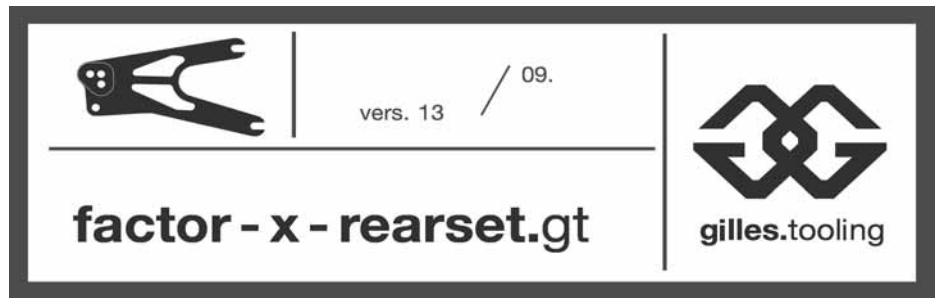 vers. 13 / 09.
factor - x - rearset.gt
gilles.tooling